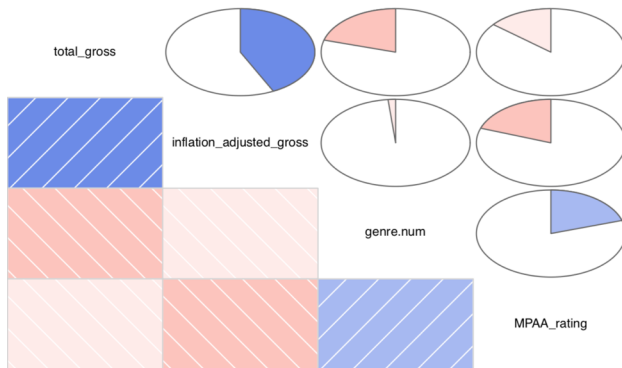 total_gross
inflation_adjusted_gross
genre.num
MPAA_rating